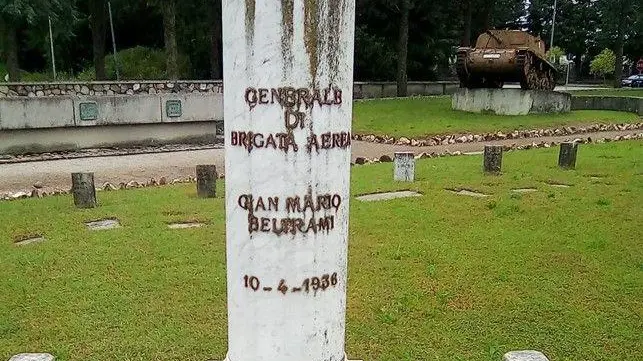 GENERALE
DI
BRIGATA AEREA
GIAN MARIO
BELTRAMI
10-4-1936